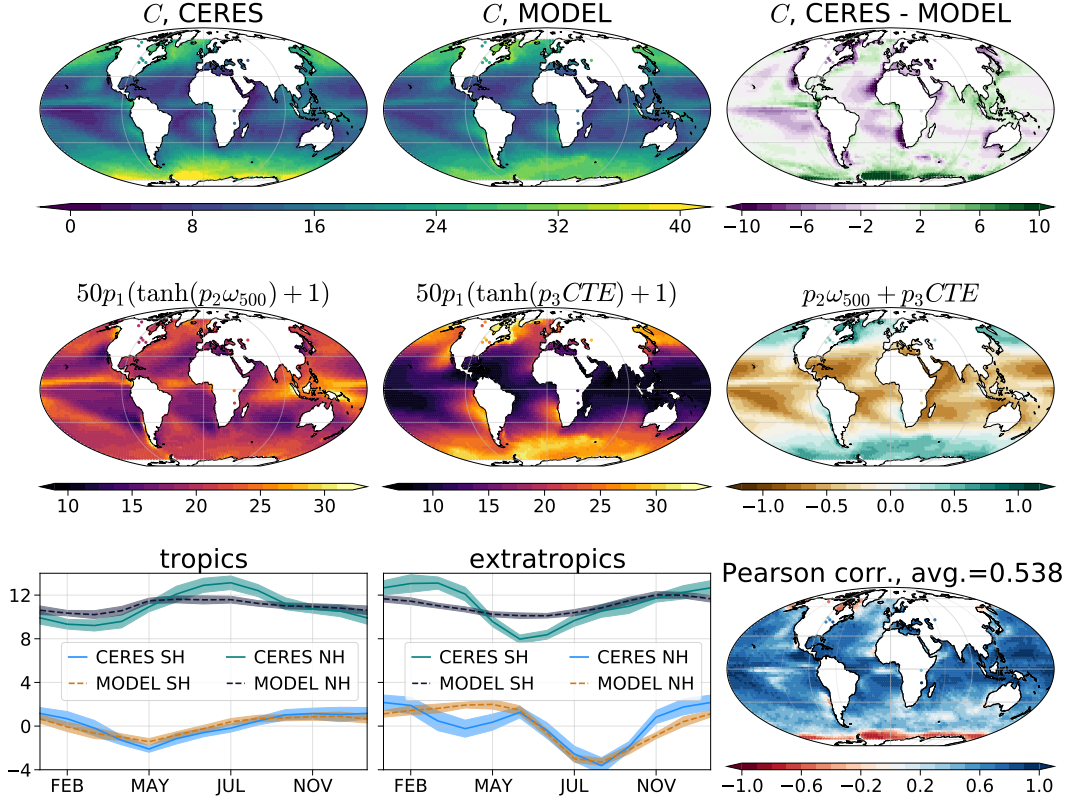 C, CERES
C, MODEL
C, CERES - MODEL
0 8 16 24 32 40
−10 −6 −2 2 6 10
50p₁(tanh(p₂ω₅₀₀) + 1)
50p₁(tanh(p₃CTE) + 1)
p₂ω₅₀₀ + p₃CTE
10 15 20 25 30
10 15 20 25 30
−1.0 −0.5 0.0 0.5 1.0
tropics
extratropics
Pearson corr., avg.=0.538
12
8
4
0
−4
CERES SH CERES NH
MODEL SH MODEL NH
CERES SH CERES NH
MODEL SH MODEL NH
FEB MAY JUL NOV
FEB MAY JUL NOV
−1.0 −0.6 −0.2 0.2 0.6 1.0